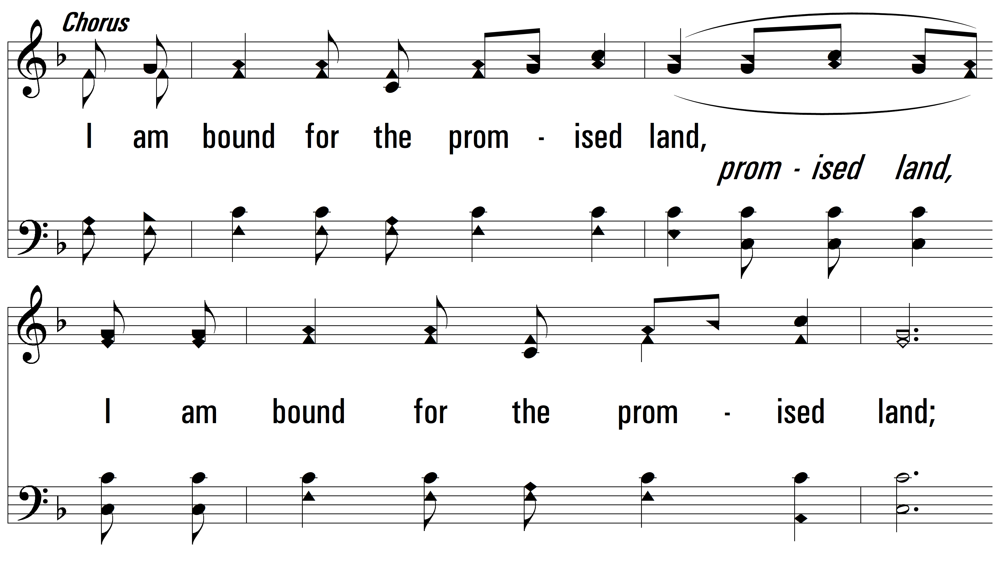 Chorus
I am bound for the prom - ised land,
prom - ised land,
I am bound for the prom - ised land;